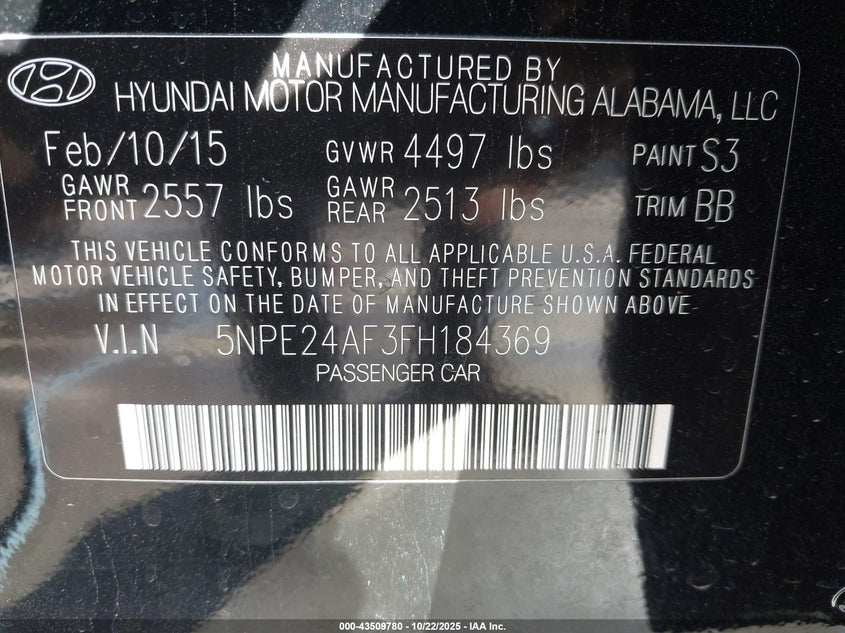 MANUFACTURED BY
HYUNDAI MOTOR MANUFACTURING ALABAMA, LLC
Feb/10/15 GVWR 4497 lbs PAINT S3
GAWR FRONT 2557 lbs GAWR REAR 2513 lbs TRIM BB
THIS VEHICLE CONFORMS TO ALL APPLICABLE U.S.A. FEDERAL
MOTOR VEHICLE SAFETY, BUMPER, AND THEFT PREVENTION STANDARDS
IN EFFECT ON THE DATE OF MANUFACTURE SHOWN ABOVE
V.I.N 5NPE24AF3FH184369
PASSENGER CAR
000-43509780 - 10/22/2025 - IAA Inc.